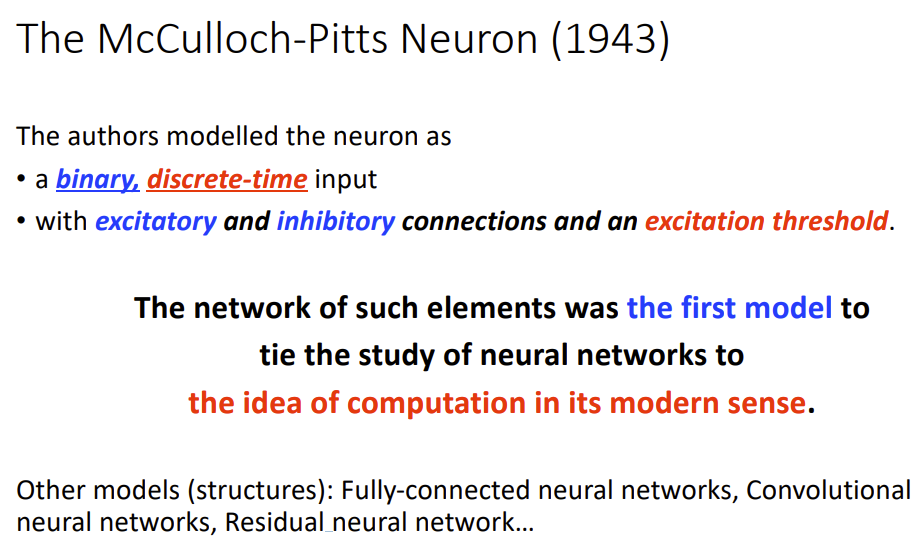 The McCulloch-Pitts Neuron (1943)
The authors modelled the neuron as
• a binary, discrete-time input
• with excitatory and inhibitory connections and an excitation threshold.
The network of such elements was the first model to
tie the study of neural networks to
the idea of computation in its modern sense.
Other models (structures): Fully-connected neural networks, Convolutional
neural networks, Residual neural network…